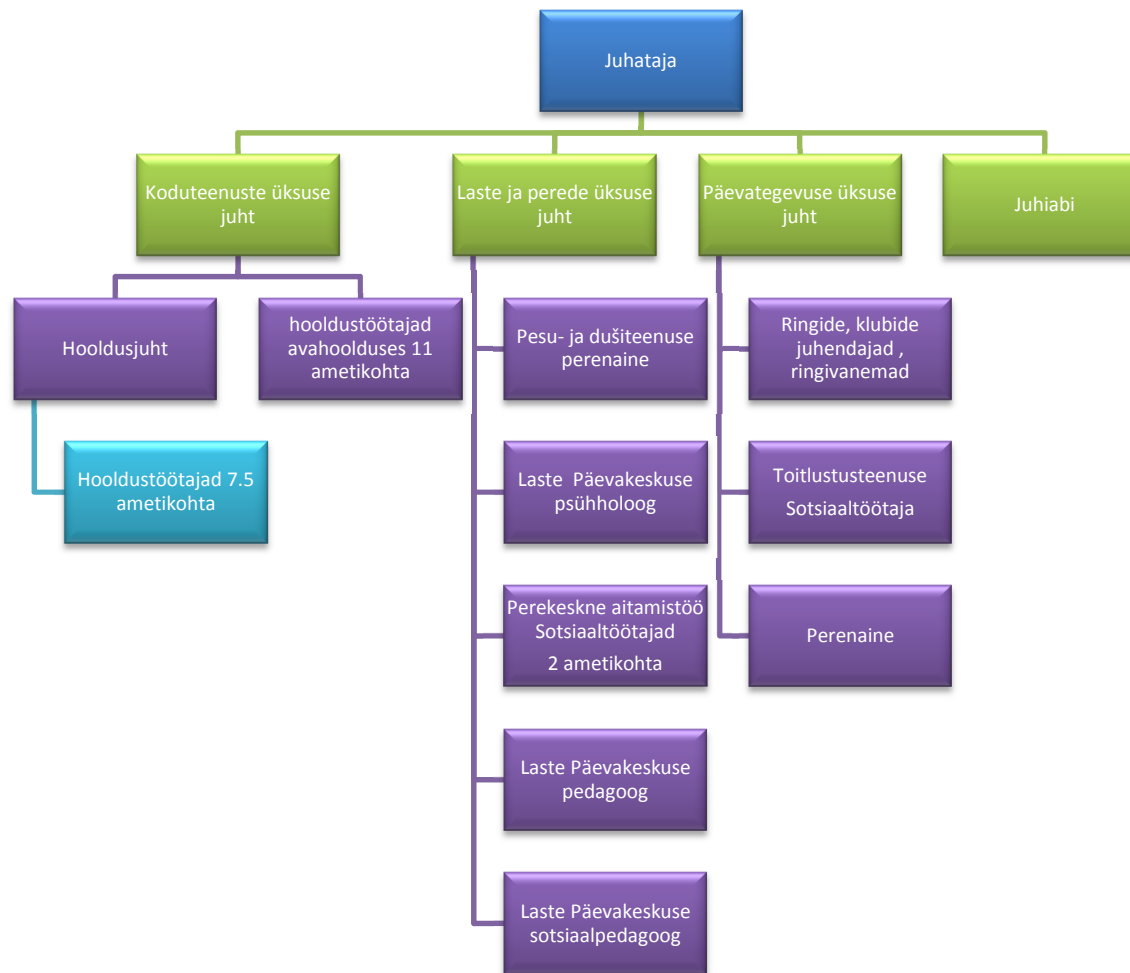 Juhataja
Koduteenuste üksuse
juht
Laste ja perede üksuse
juht
Päevategevuse üksuse
juht
Juhiabi
Hooldusjuht
hooldustöötajad
avahoolduses 11
ametikohta
Hooldustöötajad 7.5
ametikohta
Pesu- ja dušiteenuse
perenaine
Laste Päevakeskuse
psühholoog
Perekeskne aitamistöö
Sotsiaaltöötajad
2 ametikohta
Laste Päevakeskuse
pedagoog
Laste Päevakeskuse
sotsiaalpedagoog
Ringide, klubide
juhendajad ,
ringivanemad
Toitlustusteenuse
Sotsiaaltöötaja
Perenaine